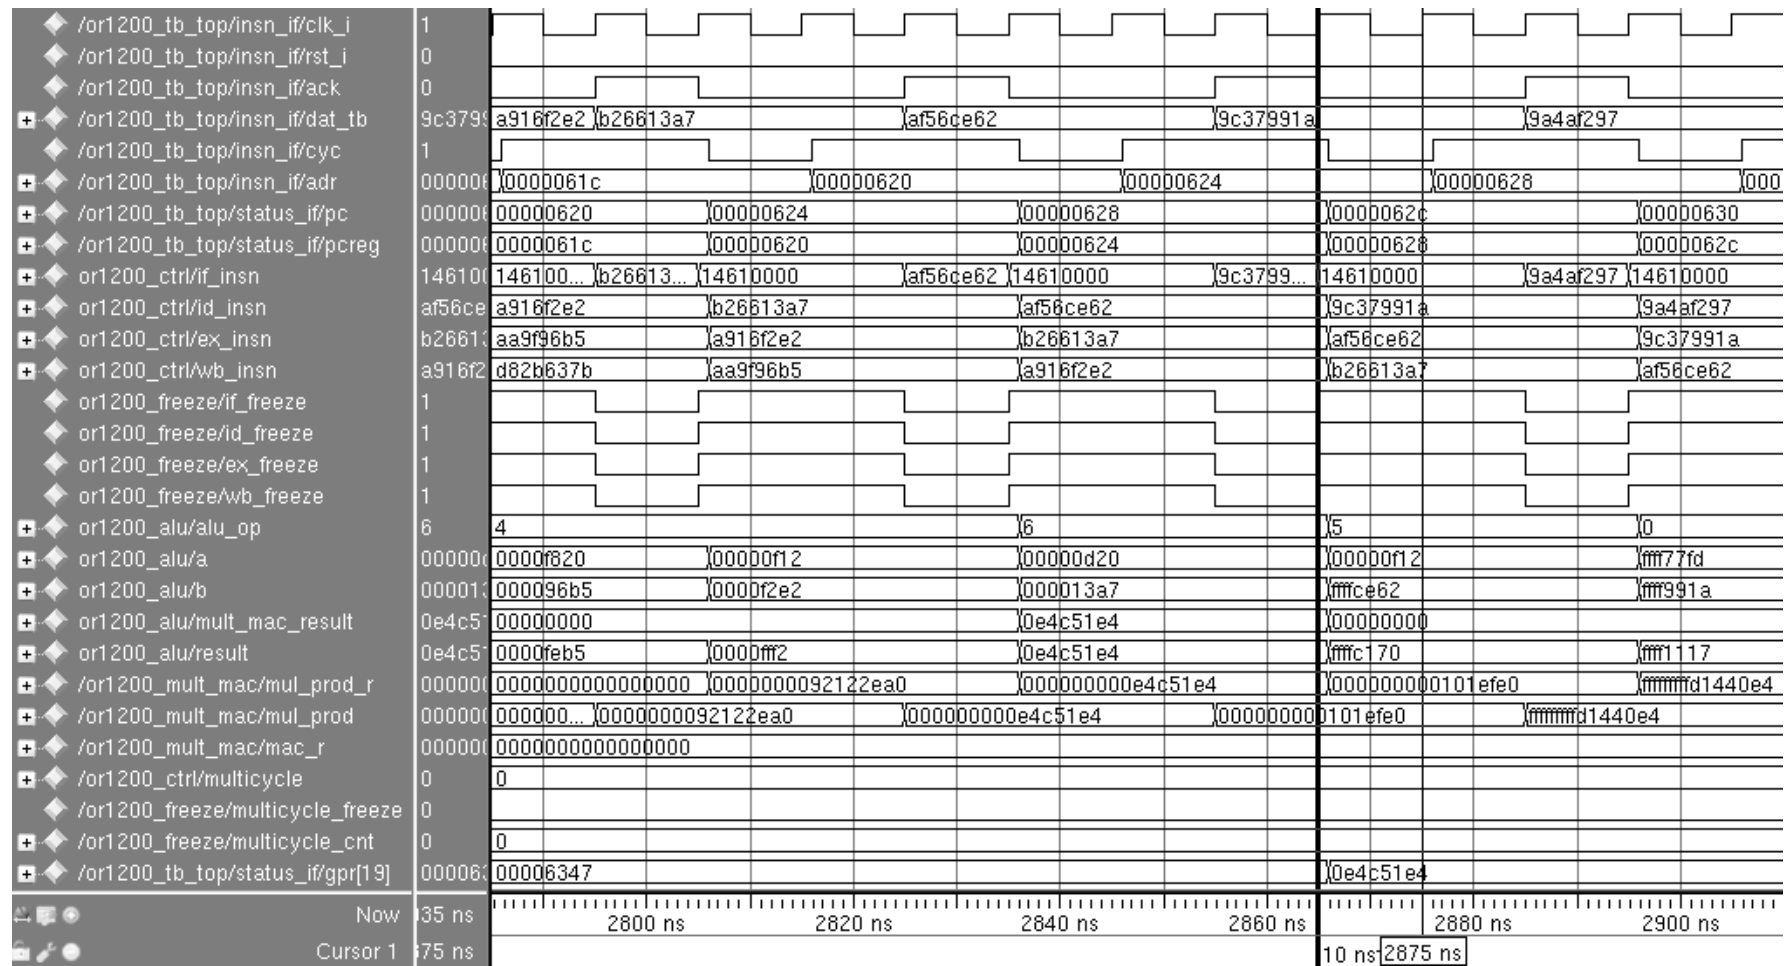 /or1200_tb_top/insn_if/clk_i 1
/or1200_tb_top/insn_if/rst_i 0
/or1200_tb_top/insn_if/ack 0
/or1200_tb_top/insn_if/dat_tb 9c379 a916f2e2 b26613a7 af56ce62 9c37991a 9a4af297
/or1200_tb_top/insn_if/cyc 1
/or1200_tb_top/insn_if/adr 00000 0000061c 00000620 00000624 00000628 000
/or1200_tb_top/status_if/pc 00000 00000620 00000624 00000628 0000062c 00000630
/or1200_tb_top/status_if/pcreg 00000 0000061c 00000620 00000624 00000628 0000062c
or1200_ctrl/if_insn 14610 146100... b26613... 14610000 af56ce62 14610000 9c3799... 14610000 9a4af297 14610000
or1200_ctrl/id_insn af56ce a916f2e2 b26613a7 af56ce62 9c37991a 9a4af297
or1200_ctrl/ex_insn b2661 aa9f96b5 a916f2e2 b26613a7 af56ce62 9c37991a
or1200_ctrl/wb_insn a916f2 d82b637b aa9f96b5 a916f2e2 b26613a7 af56ce62
or1200_freeze/if_freeze 1
or1200_freeze/id_freeze 1
or1200_freeze/ex_freeze 1
or1200_freeze/wb_freeze 1
or1200_alu/alu_op 6 4 6 5 0
or1200_alu/a 00000 0000f820 00000f12 00000d20 00000f12 ffff77fd
or1200_alu/b 00001 000096b5 0000f2e2 000013a7 ffffce62 ffff991a
or1200_alu/mult_mac_result 0e4c5 00000000 0e4c51e4 00000000
or1200_alu/result 0e4c5 0000feb5 0000fff2 0e4c51e4 ffffc170 ffff1117
/or1200_mult_mac/mul_prod_r 00000 0000000000000000 0000000092122ea0 000000000e4c51e4 000000000101efe0 ffffffffd1440e4
/or1200_mult_mac/mul_prod 00000 000000... 0000000092122ea0 000000000e4c51e4 000000000101efe0 ffffffffd1440e4
/or1200_mult_mac/mac_r 00000 0000000000000000
/or1200_ctrl/multicycle 0 0
/or1200_freeze/multicycle_freeze 0
/or1200_freeze/multicycle_cnt 0 0
/or1200_tb_top/status_if/gpr[19] 00006 00006347 0e4c51e4
Now 35 ns 2800 ns 2820 ns 2840 ns 2860 ns 2880 ns 2900 ns
Cursor 1 75 ns 10 ns 2875 ns